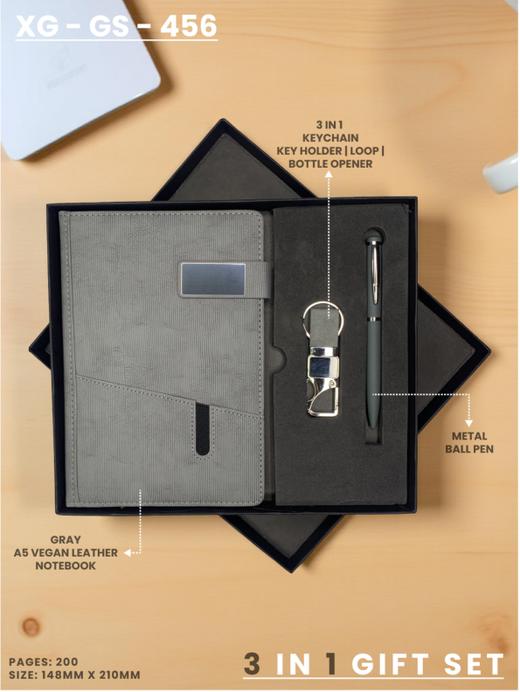 XG - GS - 456
3 IN 1
KEYCHAIN
KEY HOLDER | LOOP |
BOTTLE OPENER
METAL
BALL PEN
GRAY
A5 VEGAN LEATHER
NOTEBOOK
PAGES: 200
SIZE: 148MM X 210MM
3 IN 1 GIFT SET